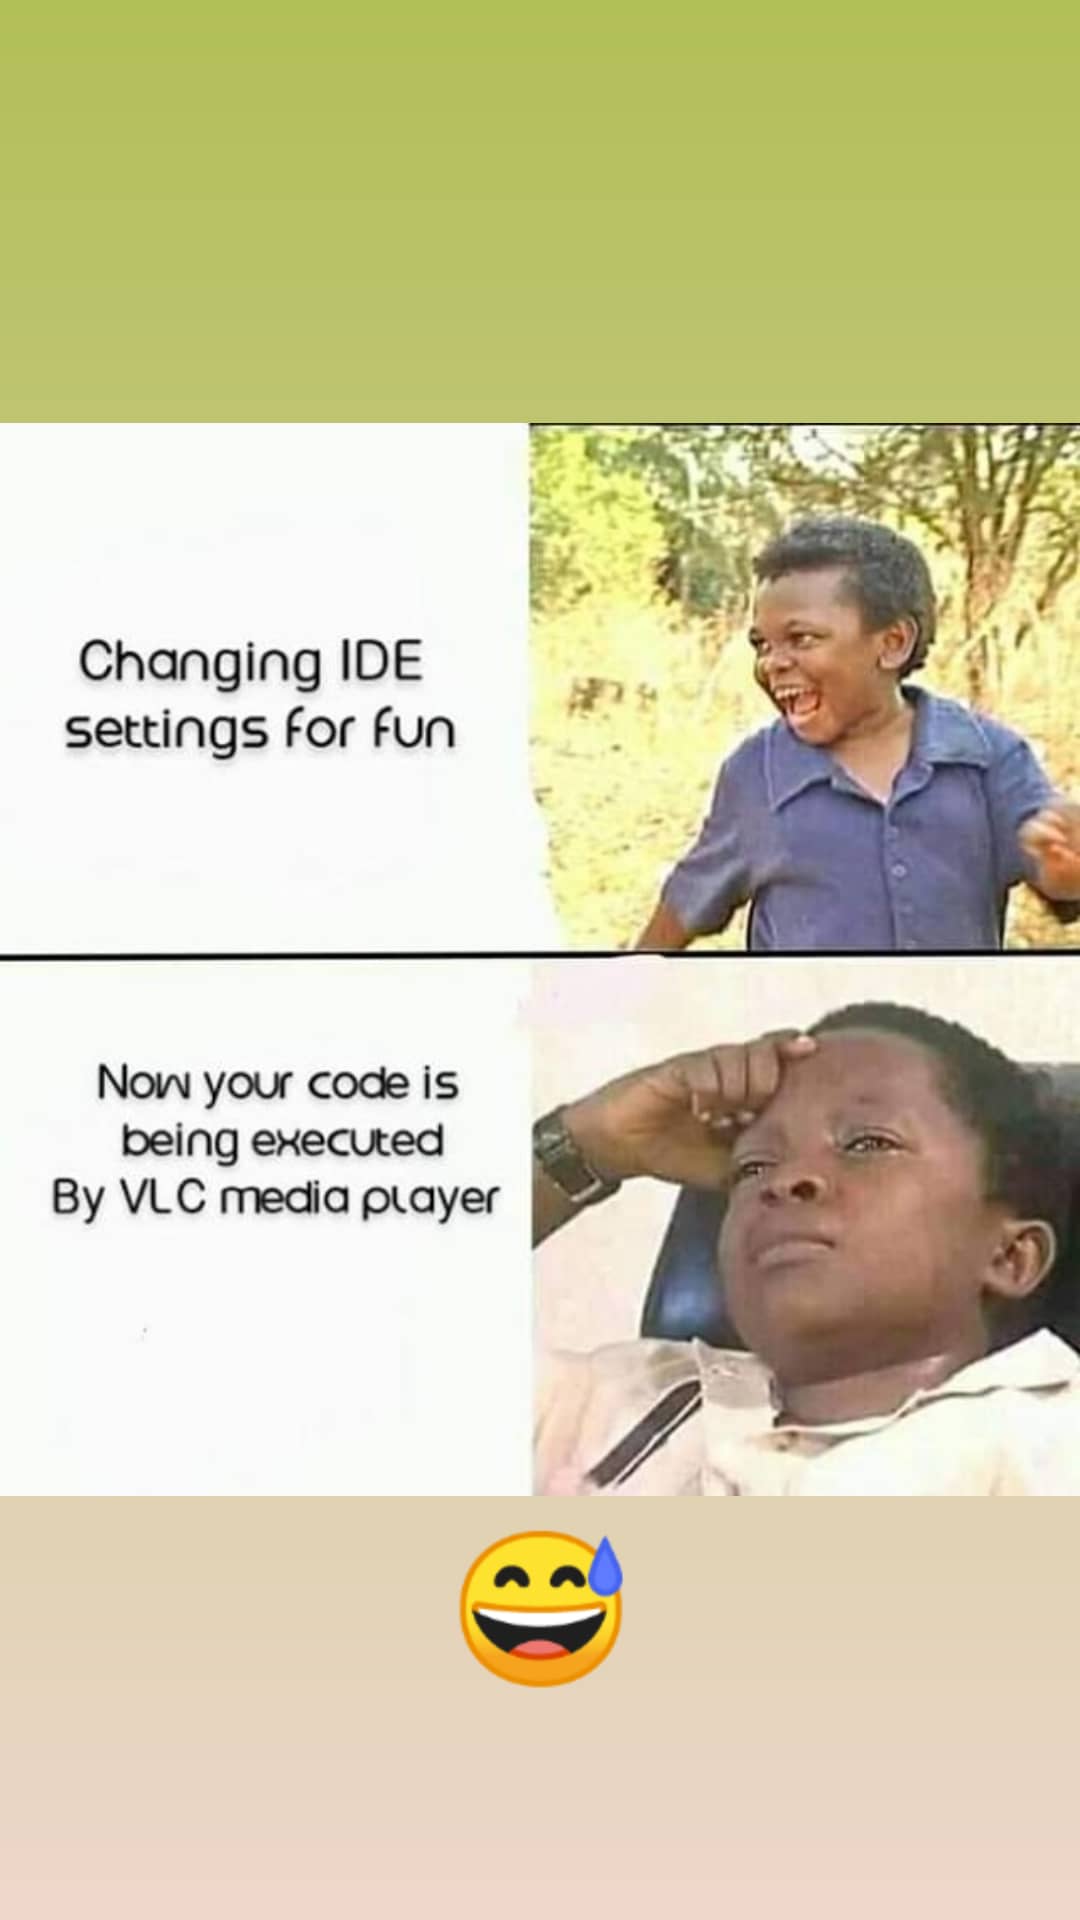 Changing IDE
settings for fun
Now your code is
being executed
By VLC media player